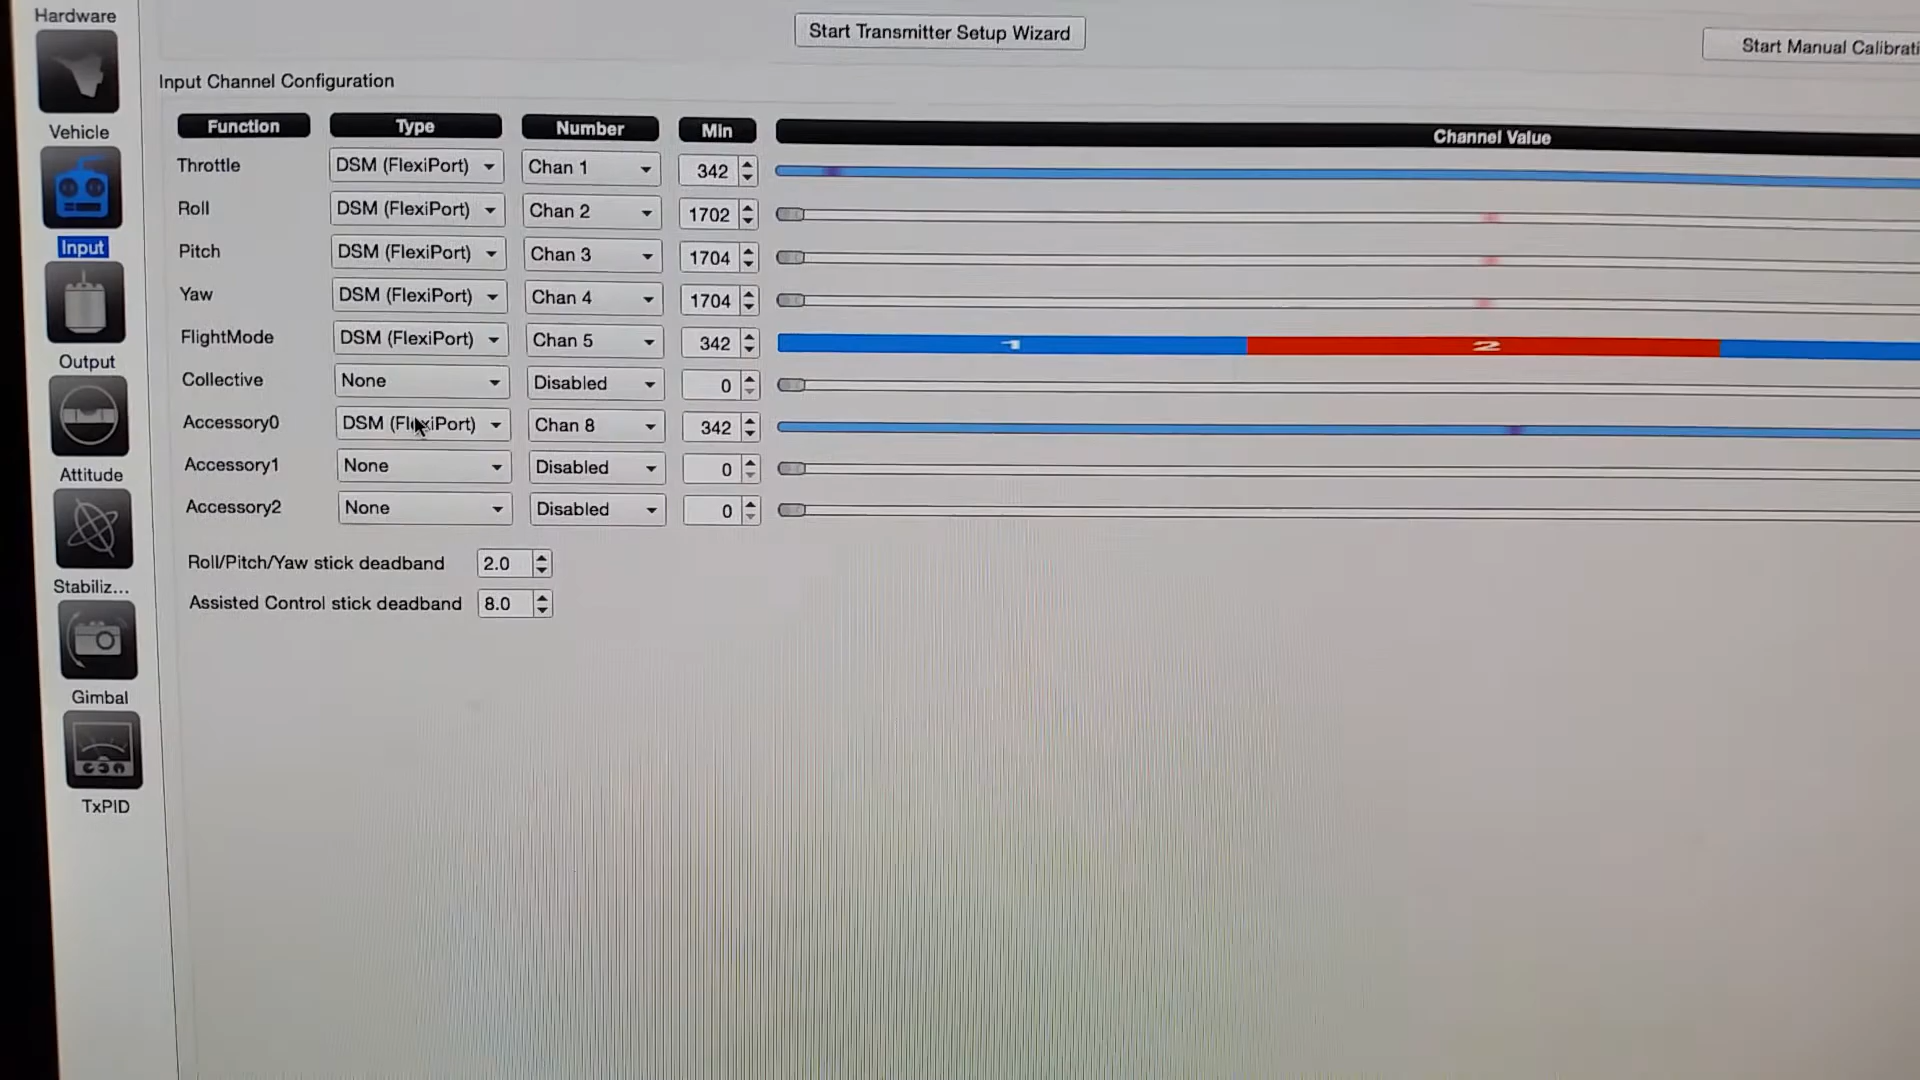 Hardware
Start Transmitter Setup Wizard
Start Manual Calibrati
Input Channel Configuration
Function Type Number Min Channel Value
Vehicle
Throttle DSM (FlexiPort) Chan 1 342
Roll DSM (FlexiPort) Chan 2 1702
Input
Pitch DSM (FlexiPort) Chan 3 1704
Yaw DSM (FlexiPort) Chan 4 1704
FlightMode DSM (FlexiPort) Chan 5 342 1 2
Output
Collective None Disabled 0
Accessory0 DSM (FlexiPort) Chan 8 342
Accessory1 None Disabled 0
Attitude
Accessory2 None Disabled 0
Roll/Pitch/Yaw stick deadband 2.0
Stabiliz...
Assisted Control stick deadband 8.0
Gimbal
TxPID